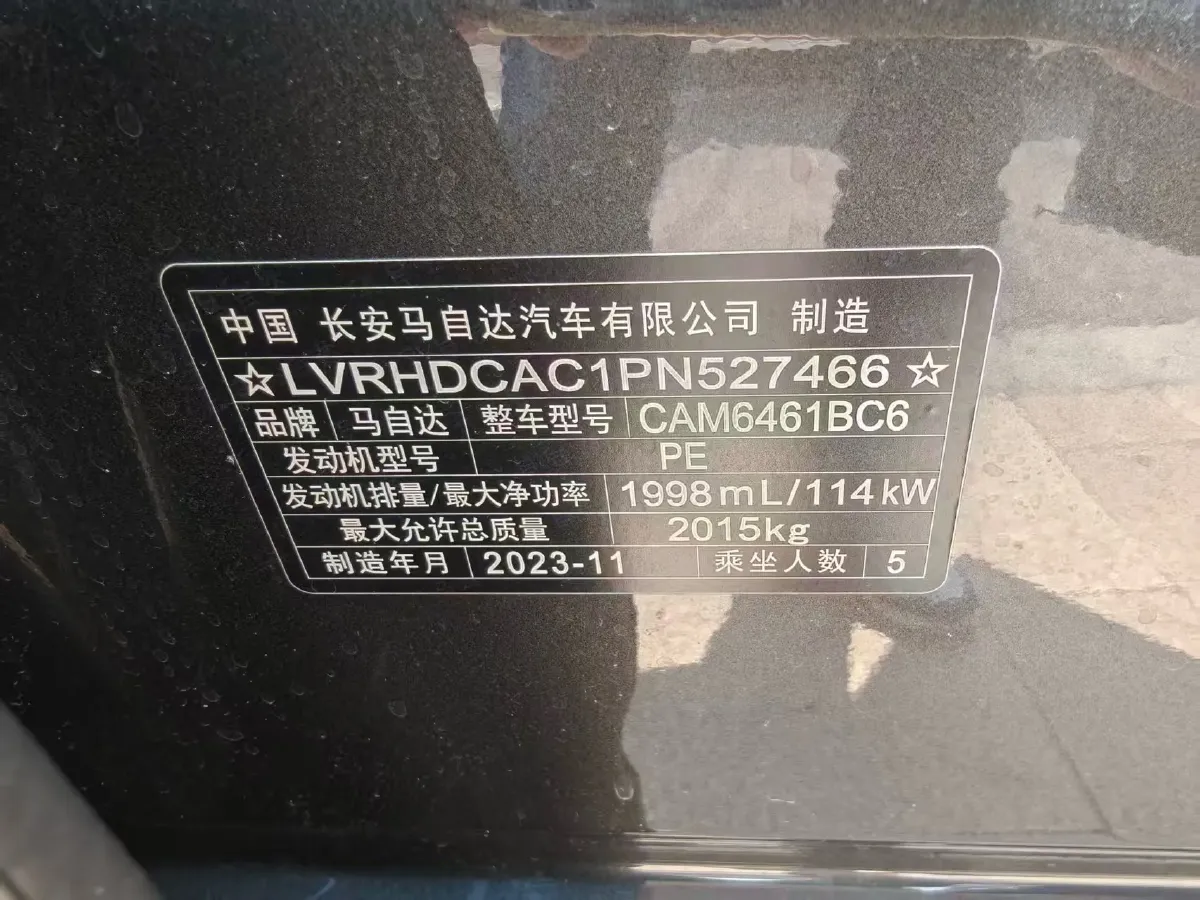 中国 长安马自达汽车有限公司 制造
☆LVRHDCAC1PN527466☆
品牌 马自达 整车型号 CAM6461BC6
发动机型号 PE
发动机排量/最大净功率 1998mL/114kW
最大允许总质量 2015kg
制造年月 2023-11 乘坐人数 5